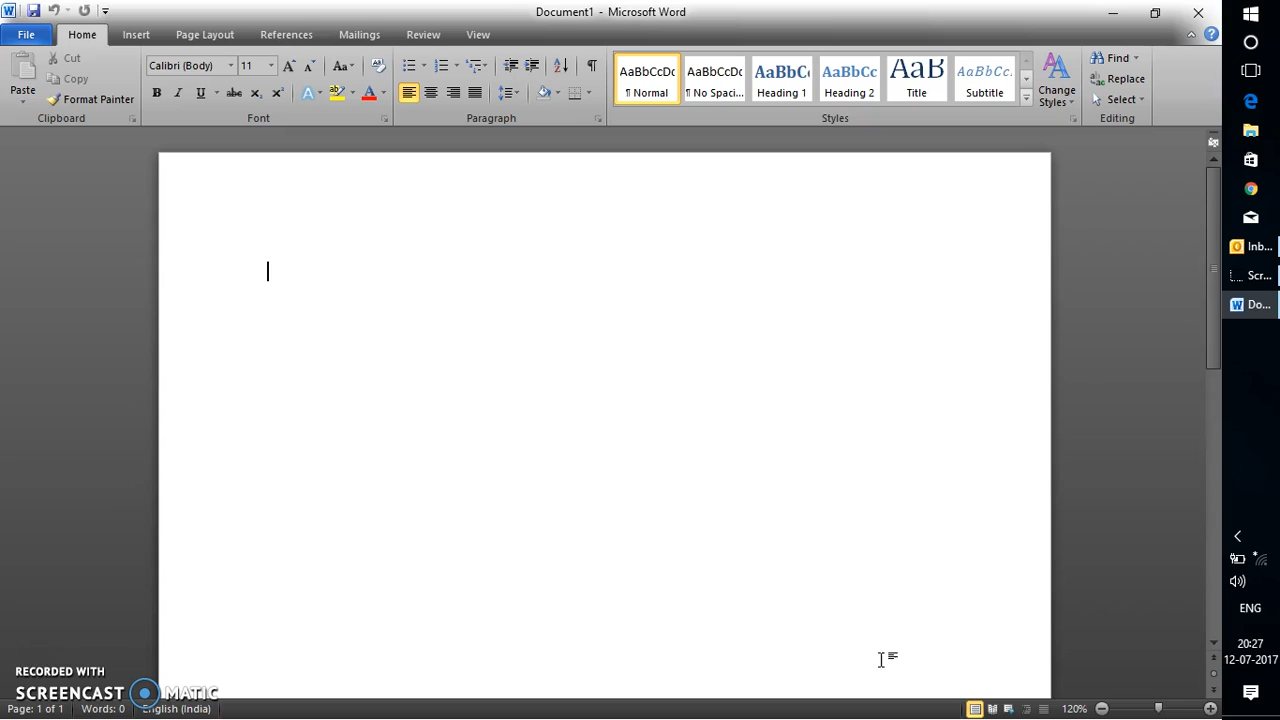 Document1 - Microsoft Word
File Home Insert Page Layout References Mailings Review View
Paste
Cut
Copy
Format Painter
Clipboard
Calibri (Body) 11
Font
Paragraph
AaBbCcDc AaBbCcDc AaBbCc AaBbCc AaB AaBbCc.
¶ Normal ¶ No Spaci... Heading 1 Heading 2 Title Subtitle
Change Styles
Styles
Find
Replace
Select
Editing
Inb...
Scr...
Do...
ENG
20:27
12-07-2017
RECORDED WITH
SCREENCAST MATIC
Page: 1 of 1 Words: 0 English (India) 120%